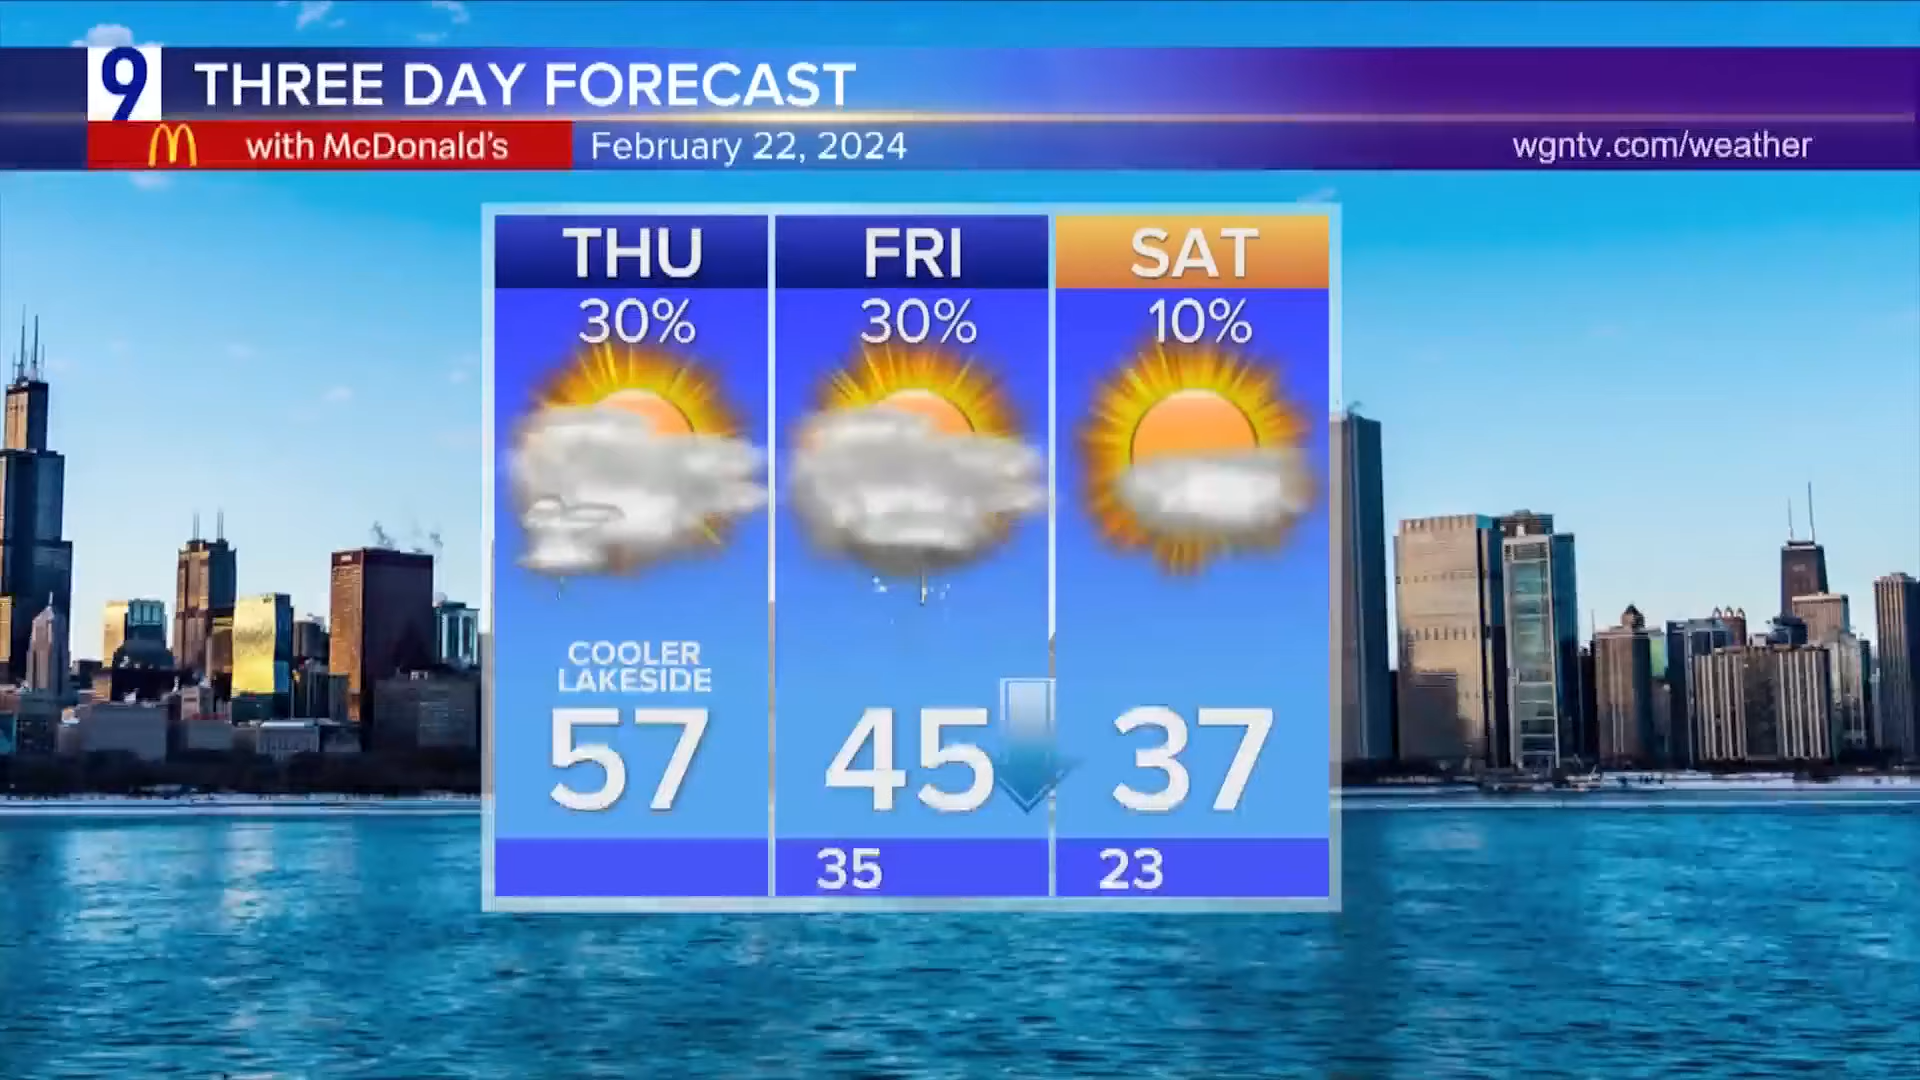 9 THREE DAY FORECAST
with McDonald's February 22, 2024 wgntv.com/weather
THU FRI SAT
30% 30% 10%
COOLER
LAKESIDE
57 45 37
35 23